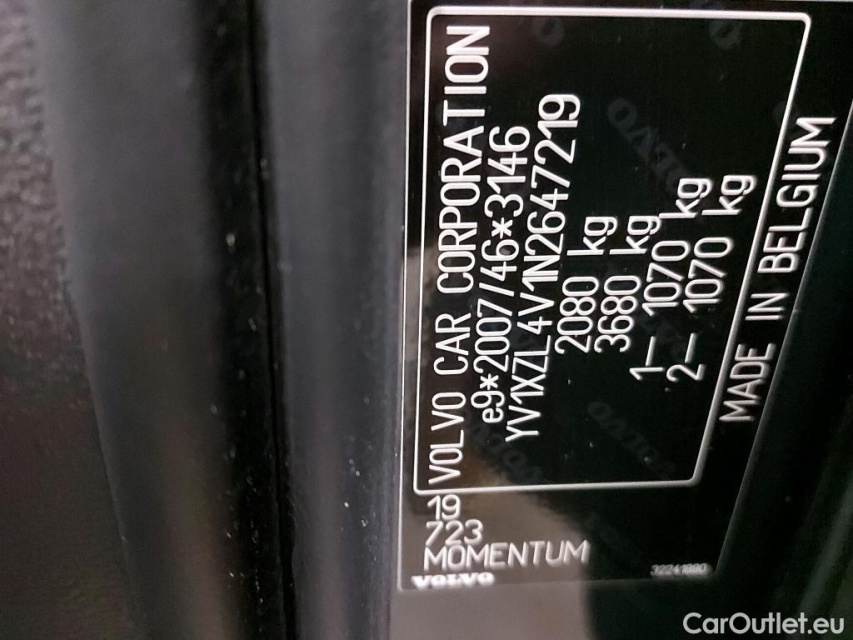 VOLVO CAR CORPORATION
e9*2007/46*3146
YV1XZL4V1N2647219
2080 kg
3680 kg
1– 1070 kg
2– 1070 kg
MADE IN BELGIUM
19
723
MOMENTUM
VOLVO
CarOutlet.eu